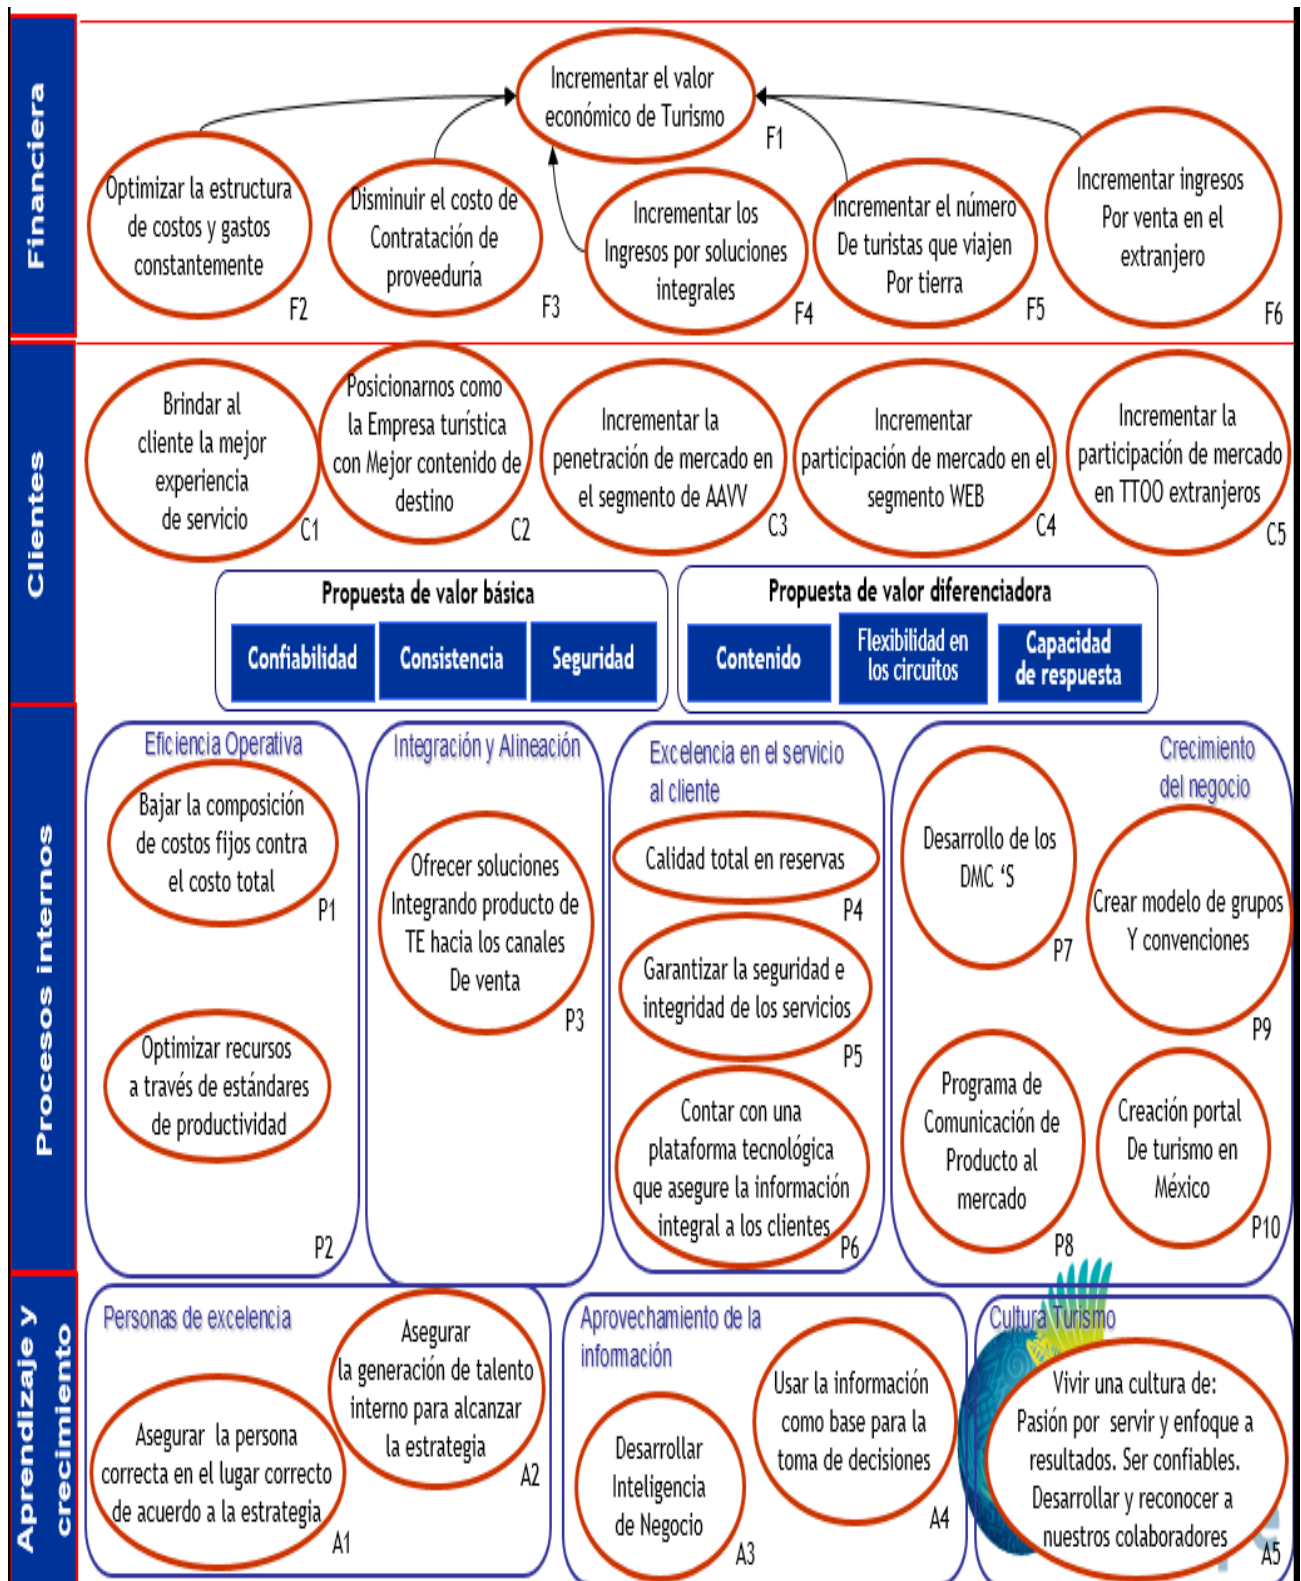 Financiera
Incrementar el valor
económico de Turismo
F1
Optimizar la estructura
de costos y gastos
constantemente
F2
Disminuir el costo de
Contratación de
proveeduría
F3
Incrementar los
Ingresos por soluciones
integrales
F4
Incrementar el número
De turistas que viajen
Por tierra
F5
Incrementar ingresos
Por venta en el
extranjero
F6
Clientes
Brindar al
cliente la mejor
experiencia
de servicio
C1
Posicionarnos como
la Empresa turística
con Mejor contenido de
destino
C2
Incrementar la
penetración de mercado en
el segmento de AAVV
C3
Incrementar
participación de mercado en el
segmento WEB
C4
Incrementar la
participación de mercado
en TTOO extranjeros
C5
Propuesta de valor básica
Confiabilidad
Consistencia
Seguridad
Propuesta de valor diferenciadora
Contenido
Flexibilidad en
los circuitos
Capacidad
de respuesta
Procesos internos
Eficiencia Operativa
Bajar la composición
de costos fijos contra
el costo total
P1
Optimizar recursos
a través de estándares
de productividad
P2
Integración y Alineación
Ofrecer soluciones
Integrando producto de
TE hacia los canales
De venta
P3
Excelencia en el servicio
al cliente
Calidad total en reservas
P4
Garantizar la seguridad e
integridad de los servicios
P5
Contar con una
plataforma tecnológica
que asegure la información
integral a los clientes
P6
Crecimiento
del negocio
Desarrollo de los
DMC ‘S
P7
Crear modelo de grupos
Y convenciones
P9
Programa de
Comunicación de
Producto al
mercado
P8
Creación portal
De turismo en
México
P10
Aprendizaje y
crecimiento
Personas de excelencia
Asegurar la persona
correcta en el lugar correcto
de acuerdo a la estrategia
A1
Asegurar
la generación de talento
interno para alcanzar
la estrategia
A2
Aprovechamiento de la
información
Desarrollar
Inteligencia
de Negocio
A3
Usar la información
como base para la
toma de decisiones
A4
Cultura Turismo
Vivir una cultura de:
Pasión por servir y enfoque a
resultados. Ser confiables.
Desarrollar y reconocer a
nuestros colaboradores
A5